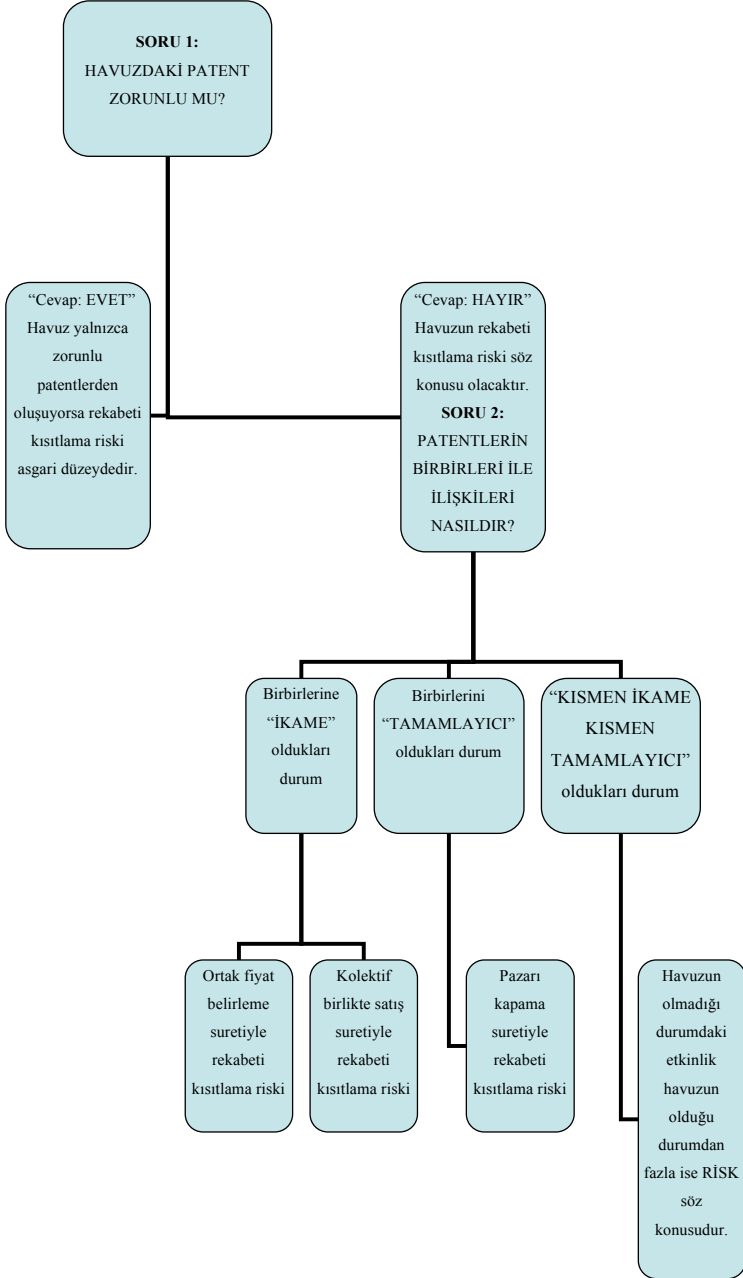 SORU 1:
HAVUZDAKİ PATENT
ZORUNLU MU?
“Cevap: EVET”
Havuz yalnızca
zorunlu
patentlerden
oluşuyorsa rekabeti
kısıtlama riski
asgari düzeydedir.
“Cevap: HAYIR”
Havuzun rekabeti
kısıtlama riski söz
konusu olacaktır.
SORU 2:
PATENTLERİN
BİRBİRLERİ İLE
İLİŞKİLERİ
NASILDIR?
Birbirlerine
“İKAME”
oldukları
durum
Birbirlerini
“TAMAMLAYICI”
oldukları durum
“KISMEN İKAME
KISMEN
TAMAMLAYICI”
oldukları durum
Ortak fiyat
belirleme
suretiyle
rekabeti
kısıtlama riski
Kolektif
birlikte satış
suretiyle
rekabeti
kısıtlama riski
Pazarı
kapama
suretiyle
rekabeti
kısıtlama riski
Havuzun
olmadığı
durumdaki
etkinlik
havuzun
olduğu
durumdan
fazla ise RİSK
söz
konusudur.